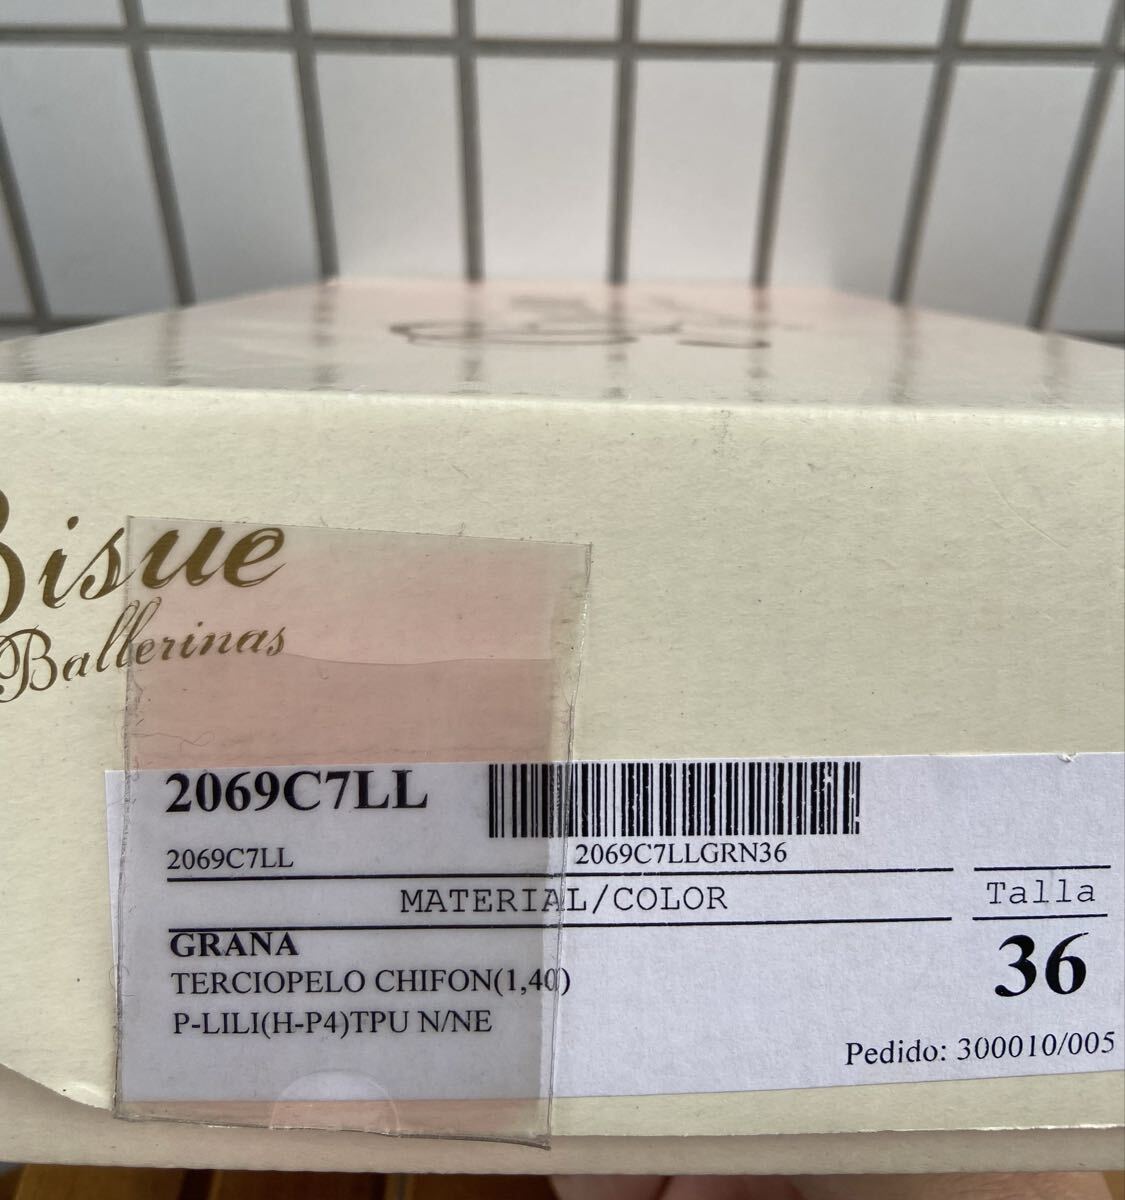 Bisue
Ballerinas
2069C7LL
2069C7LL
2069C7LLGRN36
MATERIAL/COLOR
Talla
GRANA
36
TERCIOPELO CHIFON(1,40)
P-LILI(H-P4)TPU N/NE
Pedido: 300010/005